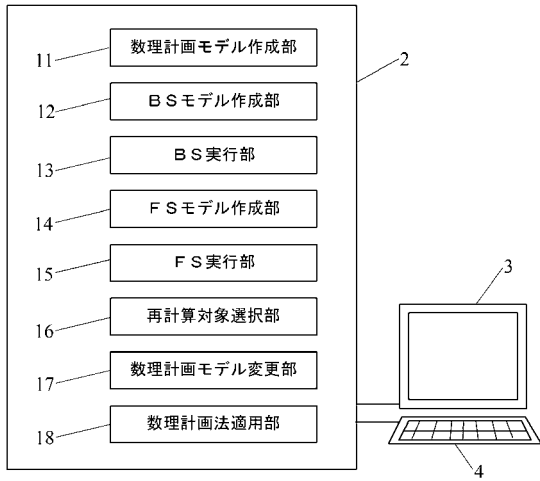 11 数理計画モデル作成部
2
12 BSモデル作成部
13 BS実行部
14 FSモデル作成部
15 FS実行部
3
16 再計算対象選択部
17 数理計画モデル変更部
18 数理計画法適用部
4